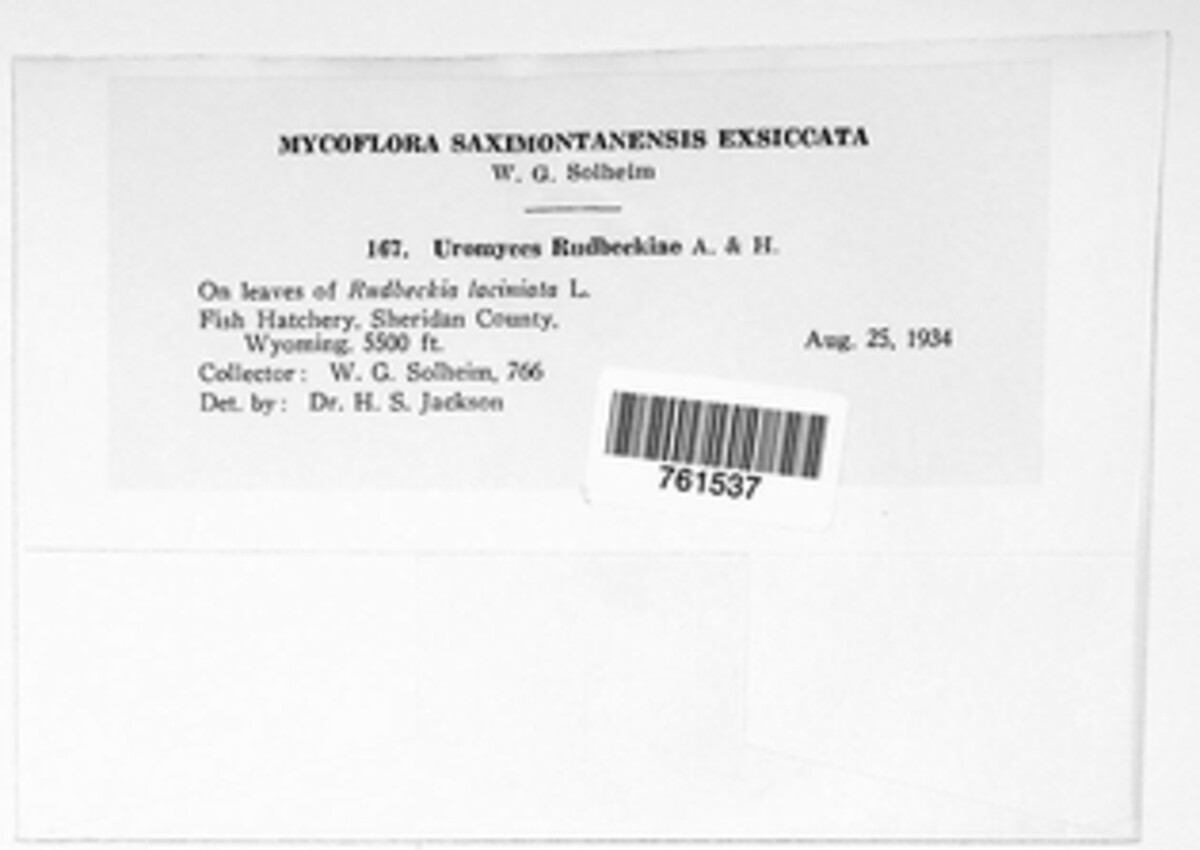 MYCOFLORA SAXIMONTANENSIS EXSICCATA
W. G. Solheim
167. Uromyces Rudbeckiae A. & H.
On leaves of Rudbeckia laciniata L.
Fish Hatchery, Sheridan County,
Wyoming, 5500 ft.
Aug. 25, 1934
Collector: W. G. Solheim, 766
Det. by: Dr. H. S. Jackson
761537